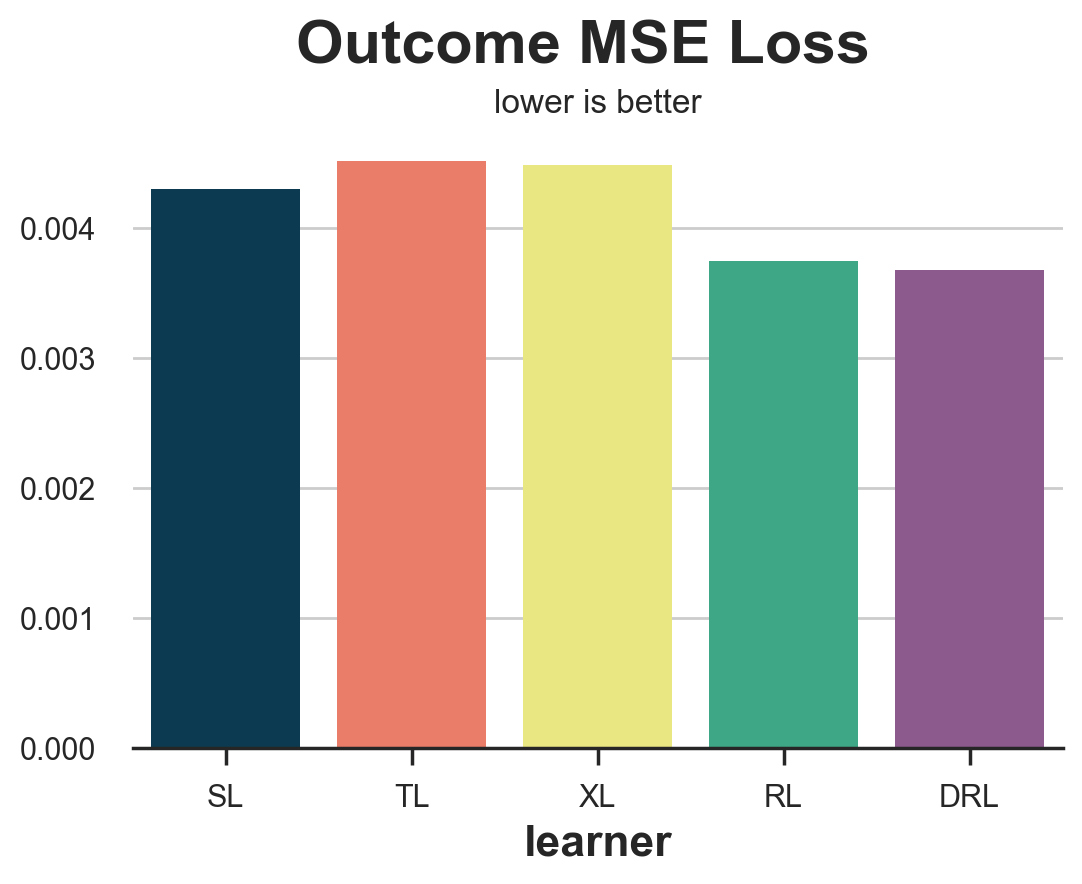 Outcome MSE Loss
lower is better
0.004
0.003
0.002
0.001
0.000
SL TL XL RL DRL
learner